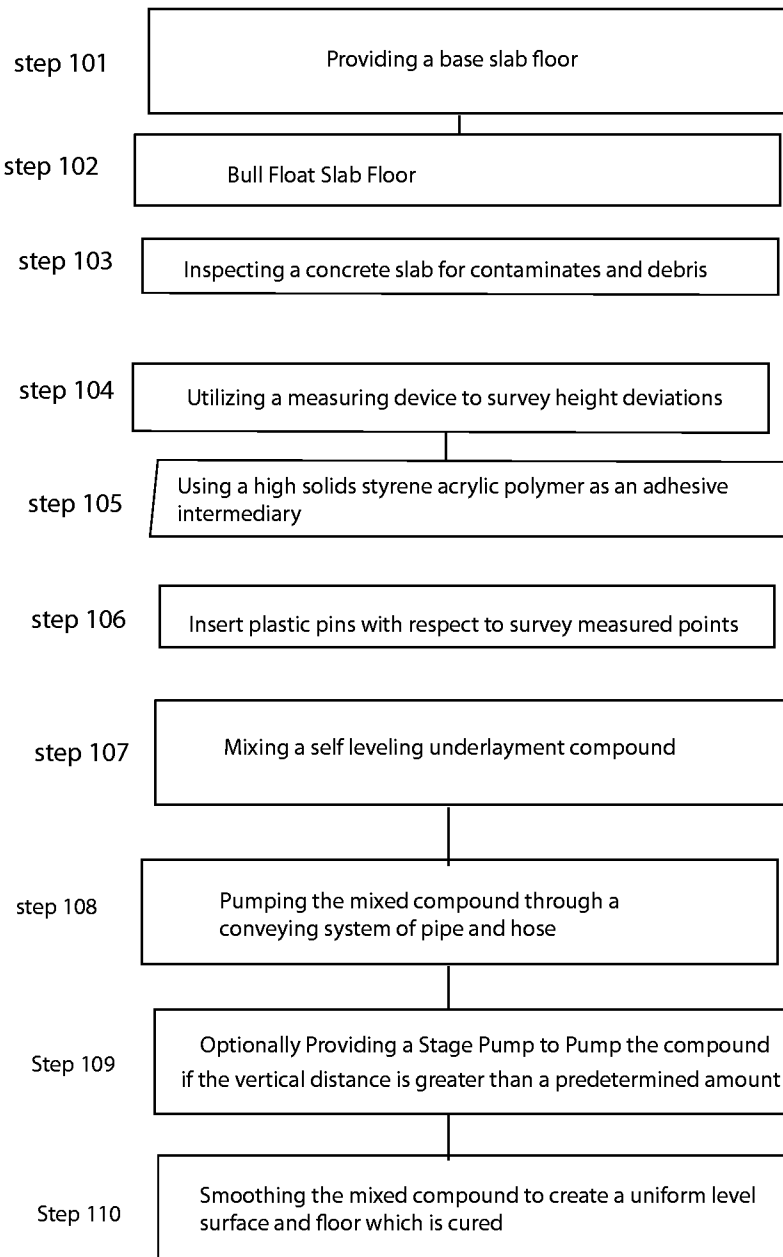 step 101
Providing a base slab floor
step 102
Bull Float Slab Floor
step 103
Inspecting a concrete slab for contaminates and debris
step 104
Utilizing a measuring device to survey height deviations
step 105
Using a high solids styrene acrylic polymer as an adhesive
intermediary
step 106
Insert plastic pins with respect to survey measured points
step 107
Mixing a self leveling underlayment compound
step 108
Pumping the mixed compound through a
conveying system of pipe and hose
Step 109
Optionally Providing a Stage Pump to Pump the compound
if the vertical distance is greater than a predetermined amount
Step 110
Smoothing the mixed compound to create a uniform level
surface and floor which is cured